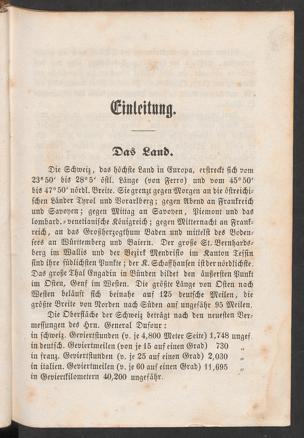 Einleitung.
Das Land.
Die Schweiz, das höchste Land in Europa, erstreckt sich vom
23° 50′ bis 28° 5′ östl. Länge (von Ferro) und vom 45° 50′
bis 47° 50′ nördl. Breite. Sie grenzt gegen Morgen an die östreichi-
schen Länder Tyrol und Vorarlberg; gegen Abend an Frankreich
und Savoyen; gegen Mittag an Savoyen, Piemont und das
lombard.-venetianische Königreich; gegen Mitternacht an Frank-
reich, an das Großherzogthum Baden und mittelst des Boden-
sees an Württemberg und Baiern. Der große St. Bernhards-
berg im Wallis und der Bezirk Mendrisio im Kanton Tessin
sind ihre südlichsten Punkte; der K. Schaffhausen ist der nördlichste.
Das große Thal Engadin in Bünden bildet den äußersten Punkt
im Osten, Genf im Westen. Die größte Länge von Osten nach
Westen beläuft sich beinahe auf 125 deutsche Meilen, die
größte Breite von Norden nach Süden auf ungefähr 95 Meilen.
Die Oberfläche der Schweiz beträgt nach den neuesten Ver-
messungen des Hrn. General Dufour:
in schweiz. Geviertstunden (v. je 4,800 Meter Seite) 1,748 ungef.
in deutsch. Geviertmeilen (von je 15 auf einen Grad) 730 „
in franz. Geviertstunden (v. je 25 auf einen Grad) 2,030 „
in italien. Geviertmeilen (v. je 60 auf einen Grad) 11,695 „
in Geviertkilometern 40,200 ungefähr.